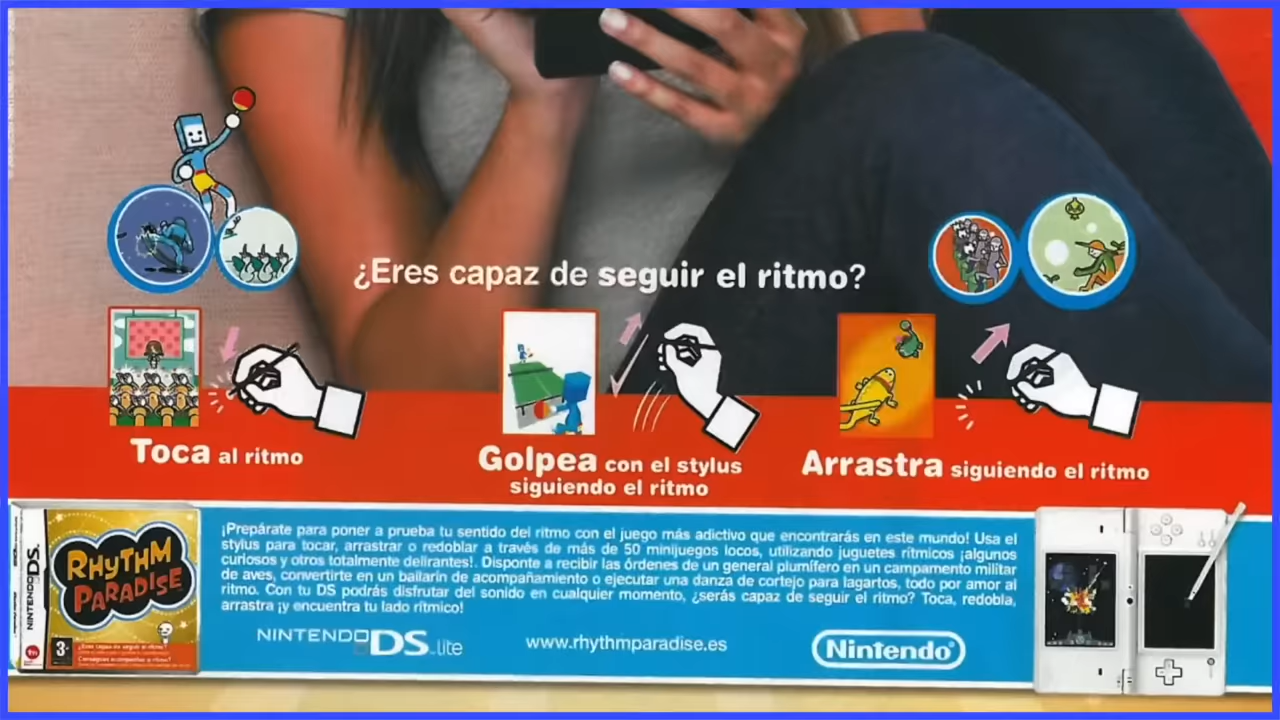 ¿Eres capaz de seguir el ritmo?
Toca al ritmo
Golpea con el stylus
siguiendo el ritmo
Arrastra siguiendo el ritmo
¡Prepárate para poner a prueba tu sentido del ritmo con el juego más adictivo que encontrarás en este mundo! Usa el
stylus para tocar, arrastrar o redoblar a través de más de 50 minijuegos locos, utilizando juguetes rítmicos ¡algunos
curiosos y otros totalmente delirantes!. Disponte a recibir las órdenes de un general plumífero en un campamento militar
de aves, convertirte en un bailarín de acompañamiento o ejecutar una danza de cortejo para lagartos, todo por amor al
ritmo. Con tu DS podrás disfrutar del sonido en cualquier momento, ¿serás capaz de seguir el ritmo? Toca, redobla,
arrastra ¡y encuentra tu lado rítmico!
NINTENDO DS
RHYTHM
PARADISE
3+
¿Eres capaz de seguir el ritmo?
NINTENDO DS Lite
www.rhythmparadise.es
Nintendo